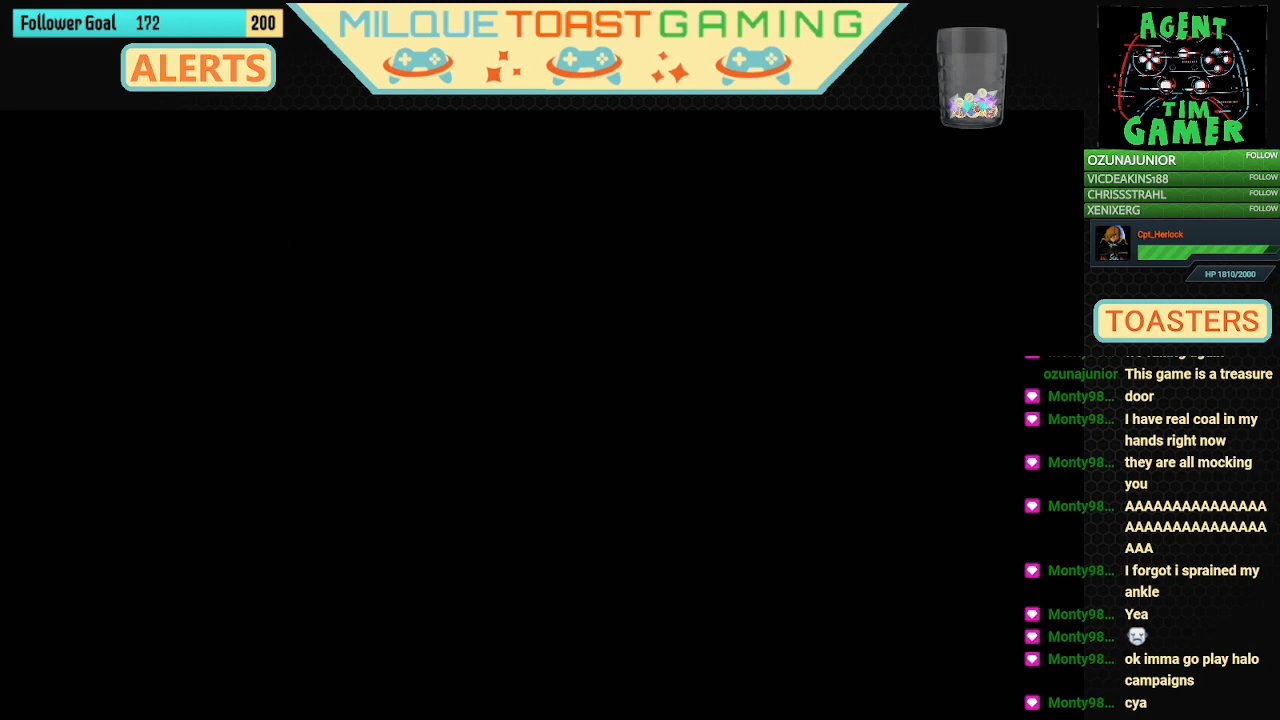 Follower Goal 172 200
ALERTS
MILQUE TOAST GAMING
AGENT
TIM
GAMER
OZUNAJUNIOR FOLLOW
VICDEAKINS188 FOLLOW
CHRISSSTRAHL FOLLOW
XENIXERG FOLLOW
Cpt_Herlock
HP 1810/2000
TOASTERS
ozunajunior This game is a treasure
Monty98... door
Monty98... I have real coal in my
hands right now
Monty98... they are all mocking
you
Monty98... AAAAAAAAAAAAAAA
AAAAAAAAAAAAAAA
AAA
Monty98... I forgot i sprained my
ankle
Monty98... Yea
Monty98...
Monty98... ok imma go play halo
campaigns
Monty98... cya